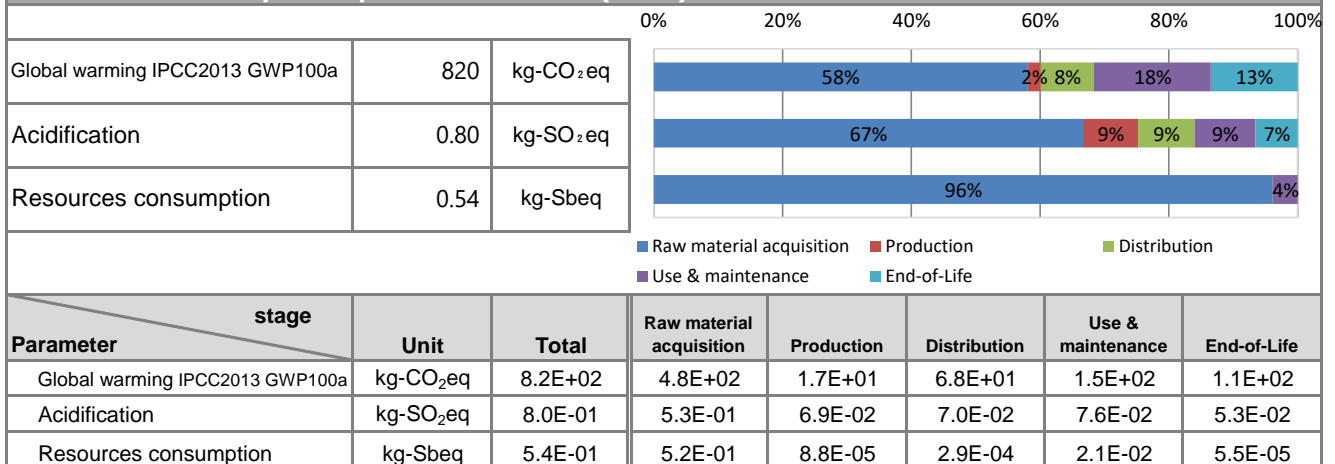 0% 20% 40% 60% 80% 100%
Global warming IPCC2013 GWP100a 820 kg-CO₂eq 58% 2% 8% 18% 13%
Acidification 0.80 kg-SO₂eq 67% 9% 9% 9% 7%
Resources consumption 0.54 kg-Sbeq 96% 4%
Raw material acquisition Production Distribution
Use & maintenance End-of-Life
stage
Parameter Unit Total Raw material acquisition Production Distribution Use & maintenance End-of-Life
Global warming IPCC2013 GWP100a kg-CO₂eq 8.2E+02 4.8E+02 1.7E+01 6.8E+01 1.5E+02 1.1E+02
Acidification kg-SO₂eq 8.0E-01 5.3E-01 6.9E-02 7.0E-02 7.6E-02 5.3E-02
Resources consumption kg-Sbeq 5.4E-01 5.2E-01 8.8E-05 2.9E-04 2.1E-02 5.5E-05